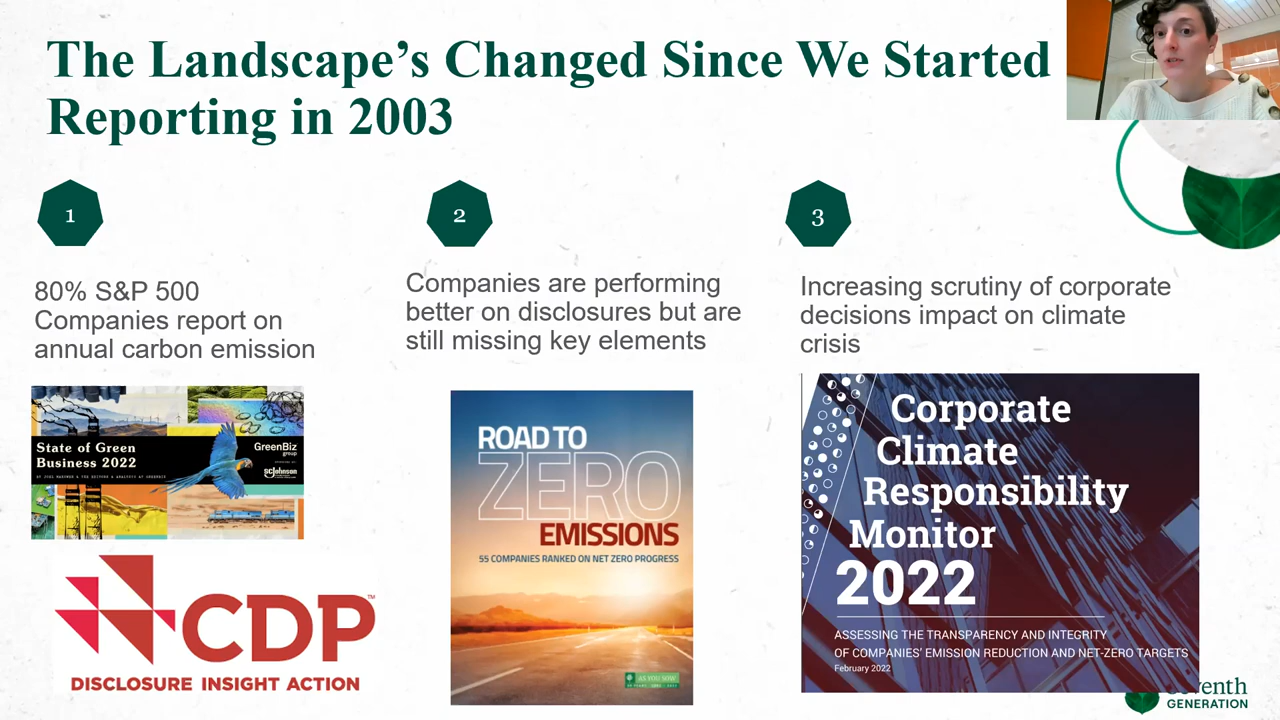 The Landscape’s Changed Since We Started
Reporting in 2003
1
80% S&P 500
Companies report on
annual carbon emission
State of Green
Business 2022
GreenBiz
group
SCJohnson
CDP
TM
DISCLOSURE INSIGHT ACTION
2
Companies are performing
better on disclosures but are
still missing key elements
ROAD TO
ZERO
EMISSIONS
55 COMPANIES RANKED ON NET ZERO PROGRESS
AS YOU SOW
3
Increasing scrutiny of corporate
decisions impact on climate
crisis
Corporate
Climate
Responsibility
Monitor
2022
ASSESSING THE TRANSPARENCY AND INTEGRITY
OF COMPANIES’ EMISSION REDUCTION AND NET-ZERO TARGETS
February 2022
GENERATION